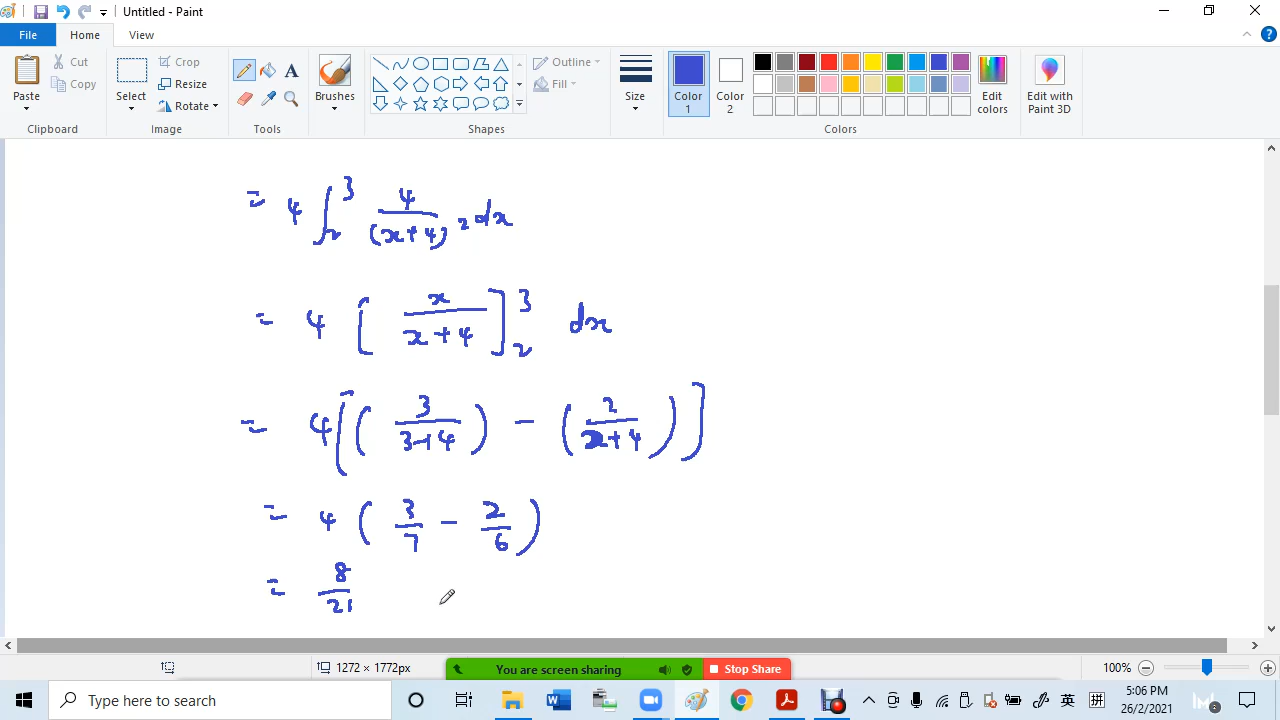 Untitled - Paint
File Home View
Paste Cut Copy Clipboard
Select Crop Resize Rotate Image
A Tools
Brushes
Outline Fill Shapes
Size
Color 1 Color 2 Edit colors Colors
Edit with Paint 3D
= 4 ∫₂³ 4/(x+4)² dx
= 4 [ x/(x+4) ]₂³ dx
= 4[( 3/(3+4) ) - ( 2/(2+4) )]
= 4 ( 3/7 - 2/6 )
= 8/21
1272 × 1772px
You are screen sharing Stop Share
100%
Type here to search
英 拼
5:06 PM
26/2/2021
2